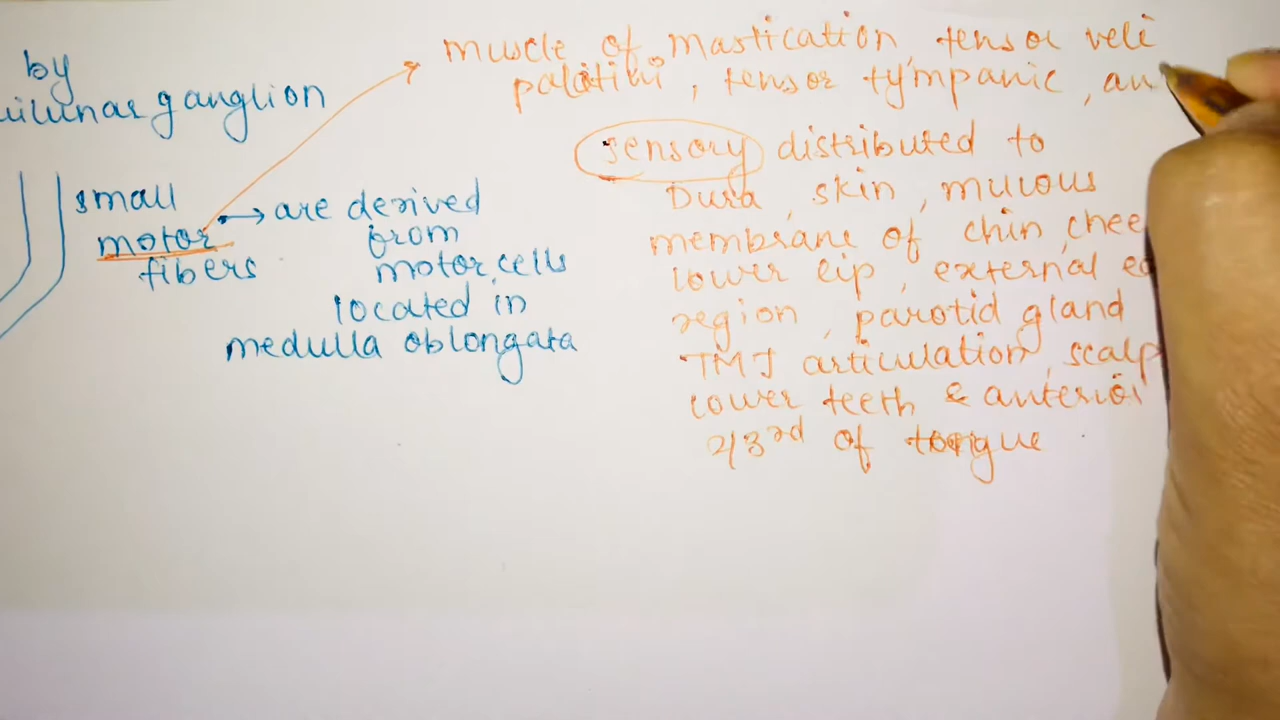 by
ilunar ganglion
small
motor → are derived
fibers from
motor cells
located in
medulla oblongata
muscle of mastication tensor veli
palatini, tensor tympanic, an
sensory distributed to
Dura, skin, mucous
membrane of chin, chee
lower lip, external ea
region, parotid gland
TMJ articulation, scalp
lower teeth & anterior
2/3rd of tongue